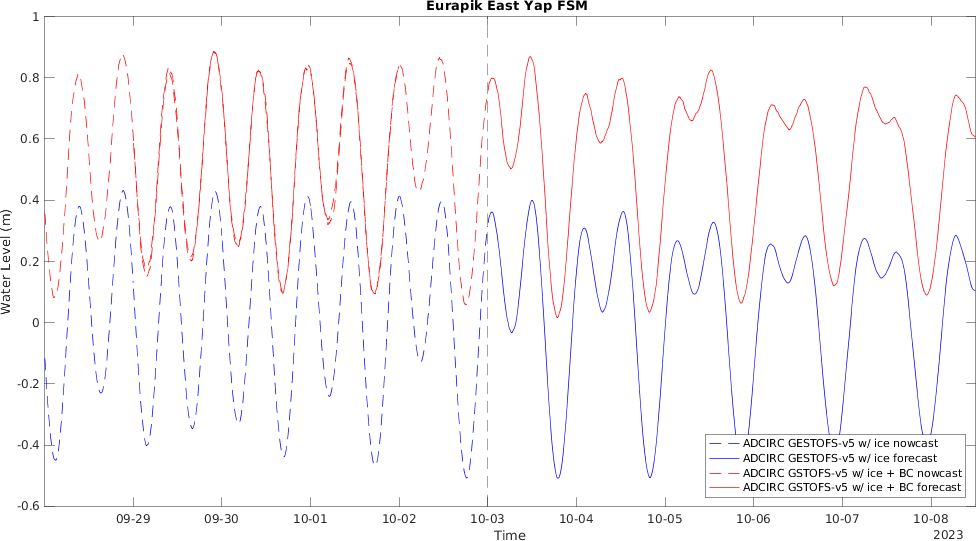 Eurapik East Yap FSM
1
0.8
0.6
0.4
0.2
0
-0.2
-0.4
-0.6
Water Level (m)
ADCIRC GESTOFS-v5 w/ ice nowcast
ADCIRC GESTOFS-v5 w/ ice forecast
ADCIRC GSTOFS-v5 w/ ice + BC nowcast
ADCIRC GSTOFS-v5 w/ ice + BC forecast
09-29 09-30 10-01 10-02 10-03 10-04 10-05 10-06 10-07 10-08
Time
2023